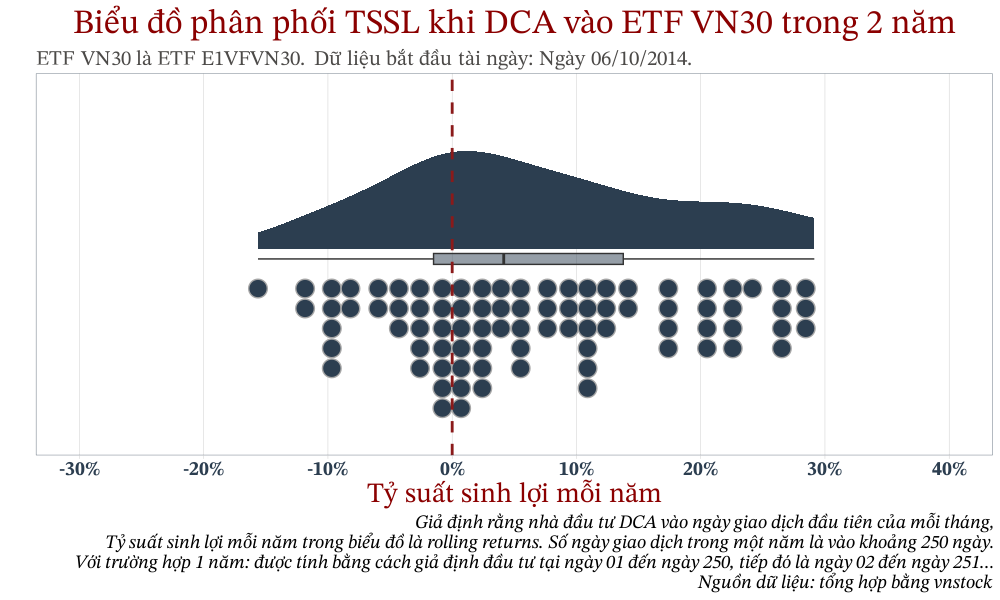 Biểu đồ phân phối TSSL khi DCA vào ETF VN30 trong 2 năm
ETF VN30 là ETF E1VFVN30. Dữ liệu bắt đầu tài ngày: Ngày 06/10/2014.
-30% -20% -10% 0% 10% 20% 30% 40%
Tỷ suất sinh lợi mỗi năm
Giả định rằng nhà đầu tư DCA vào ngày giao dịch đầu tiên của mỗi tháng,
Tỷ suất sinh lợi mỗi năm trong biểu đồ là rolling returns. Số ngày giao dịch trong một năm là vào khoảng 250 ngày.
Với trường hợp 1 năm: được tính bằng cách giả định đầu tư tại ngày 01 đến ngày 250, tiếp đó là ngày 02 đến ngày 251...
Nguồn dữ liệu: tổng hợp bằng vnstock